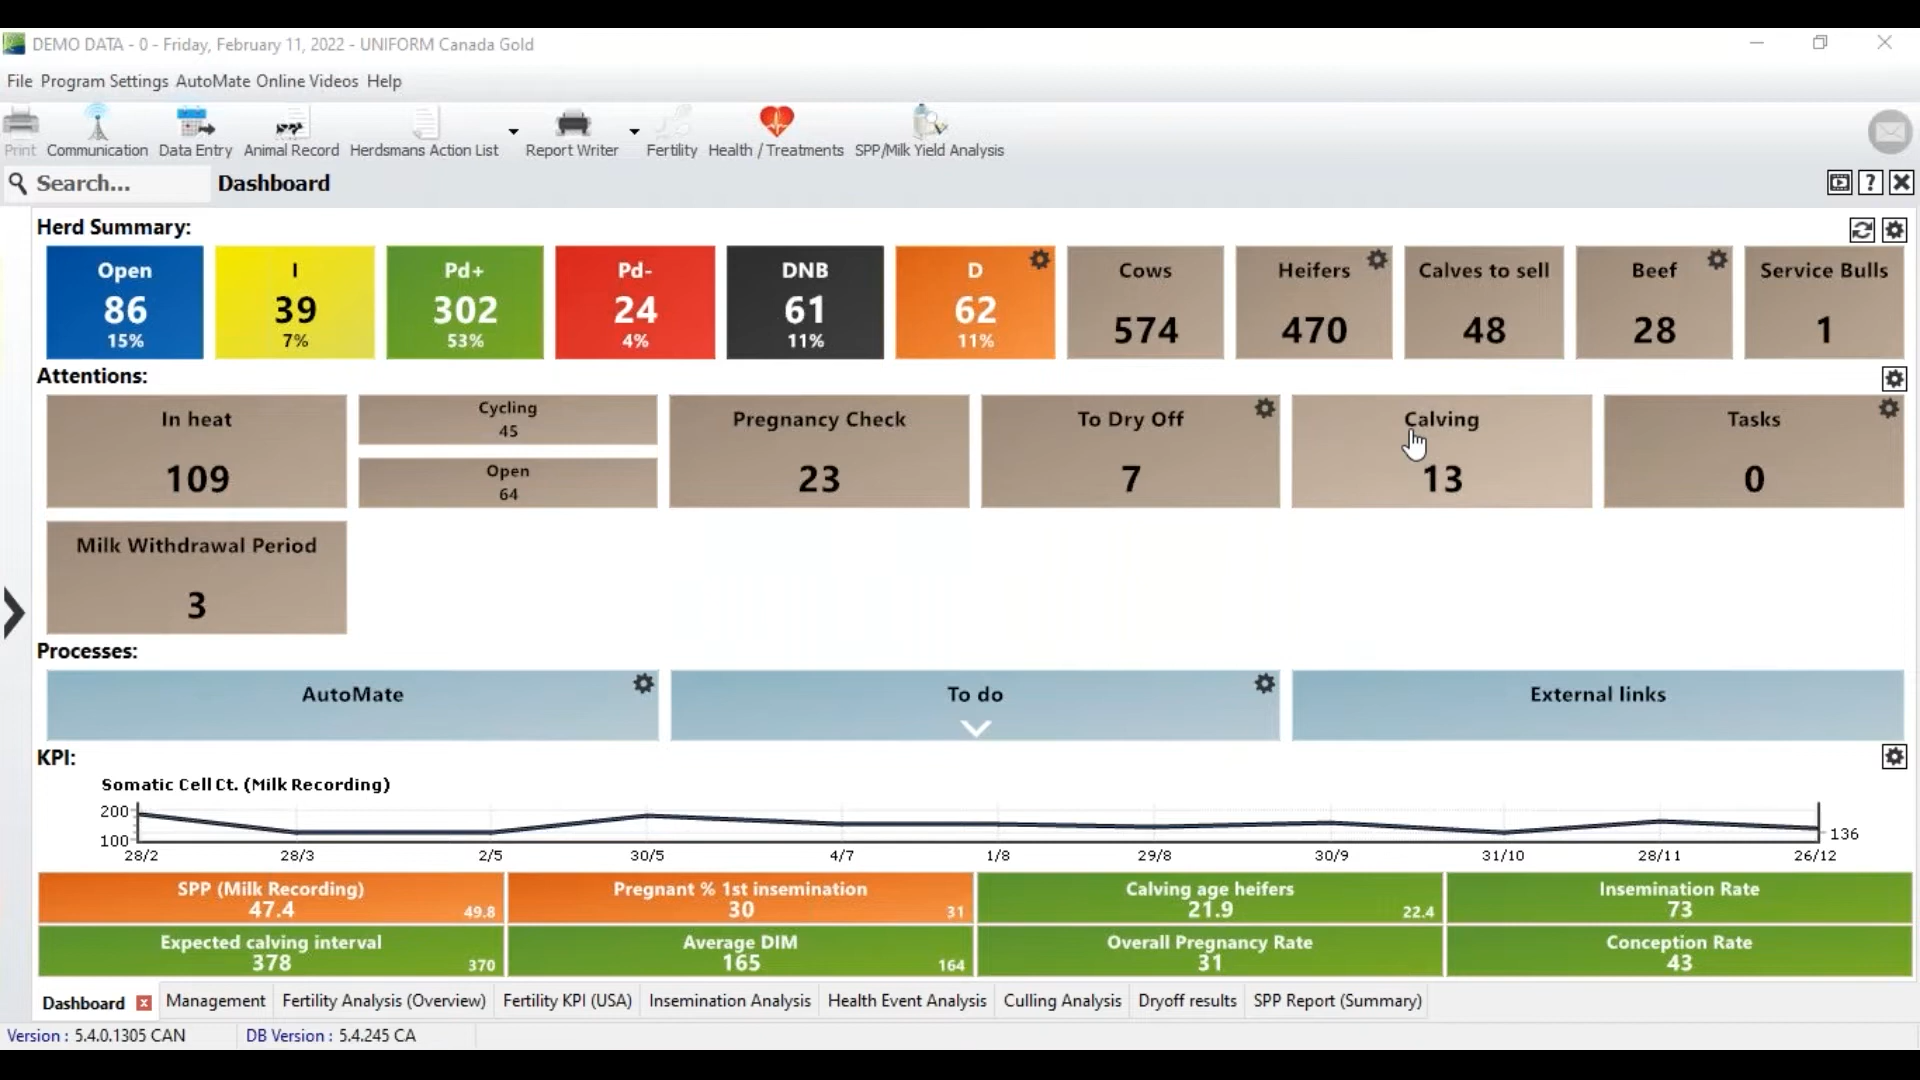 DEMO DATA - 0 - Friday, February 11, 2022 - UNIFORM Canada Gold
File Program Settings AutoMate Online Videos Help
Print Communication Data Entry Animal Record Herdsmans Action List Report Writer Fertility Health / Treatments SPP/Milk Yield Analysis
Search... Dashboard
Herd Summary:
Open I Pd+ Pd- DNB D Cows Heifers Calves to sell Beef Service Bulls
86 39 302 24 61 62 574 470 48 28 1
15% 7% 53% 4% 11% 11%
Attentions:
In heat
109
Cycling
45
Open
64
Pregnancy Check
23
To Dry Off
7
Calving
13
Tasks
0
Milk Withdrawal Period
3
Processes:
AutoMate To do External links
KPI:
Somatic Cell Ct. (Milk Recording)
200
100
136
28/2 28/3 2/5 30/5 4/7 1/8 29/8 30/9 31/10 28/11 26/12
SPP (Milk Recording)
47.4 49.8
Pregnant % 1st insemination
30 31
Calving age heifers
21.9 22.4
Insemination Rate
73
Expected calving interval
378 370
Average DIM
165 164
Overall Pregnancy Rate
31
Conception Rate
43
Dashboard x Management Fertility Analysis (Overview) Fertility KPI (USA) Insemination Analysis Health Event Analysis Culling Analysis Dryoff results SPP Report (Summary)
Version : 5.4.0.1305 CAN DB Version : 5.4.245 CA